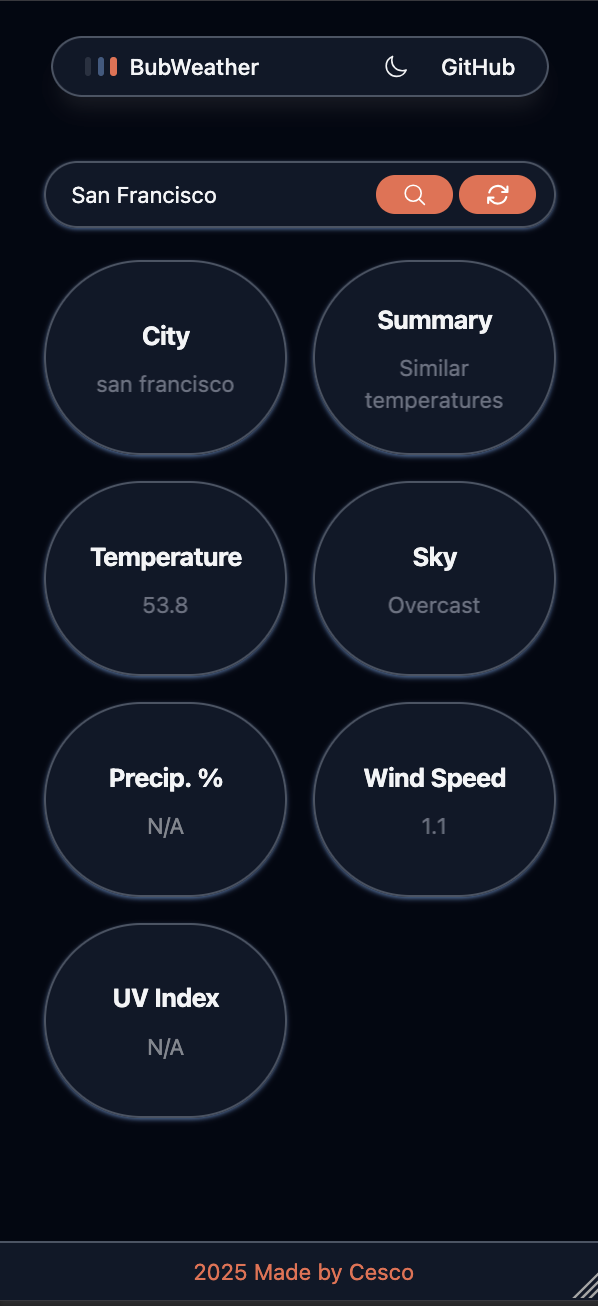 BubWeather GitHub
San Francisco
City
san francisco
Summary
Similar
temperatures
Temperature
53.8
Sky
Overcast
Precip. %
N/A
Wind Speed
1.1
UV Index
N/A
2025 Made by Cesco